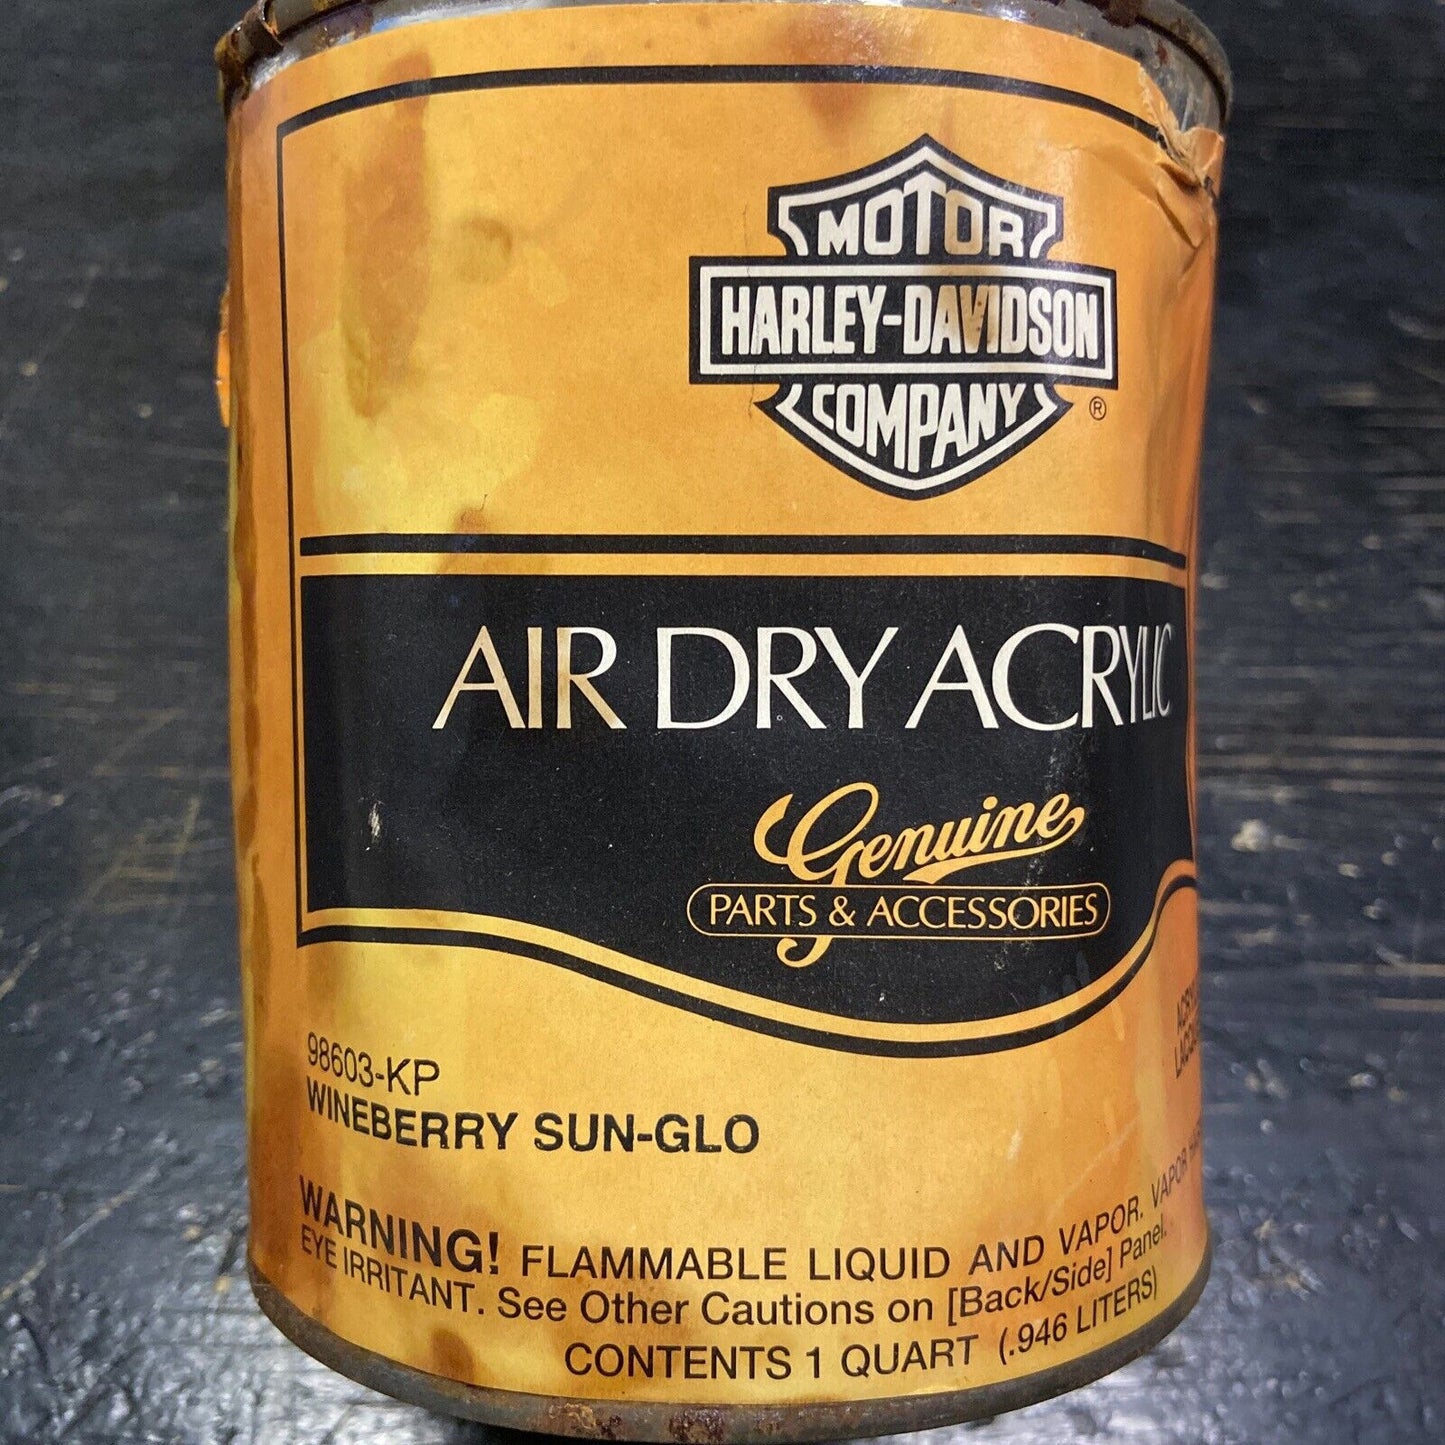 MOTOR
HARLEY-DAVIDSON
COMPANY
®
AIR DRY ACRYLIC
Genuine
PARTS & ACCESSORIES
98603-KP
WINEBERRY SUN-GLO
WARNING! FLAMMABLE LIQUID AND VAPOR. VAPOR
EYE IRRITANT. See Other Cautions on [Back/Side] Panel.
CONTENTS 1 QUART (.946 LITERS)